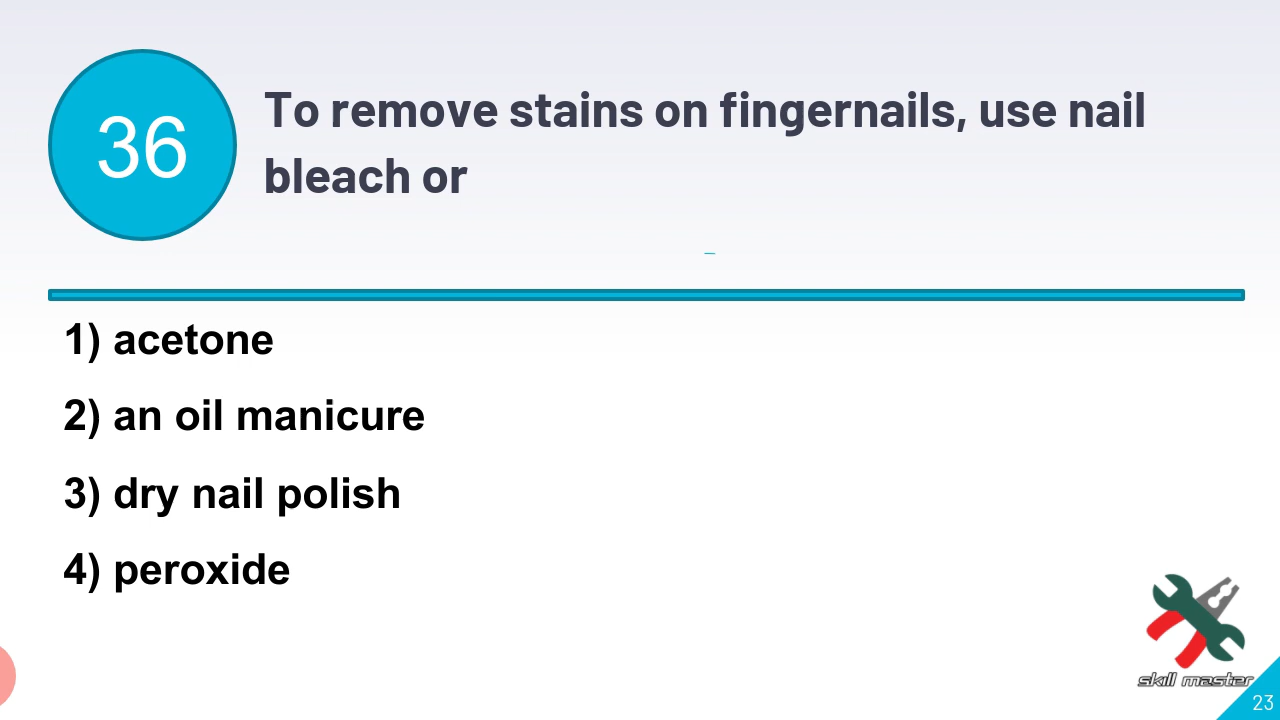 36
To remove stains on fingernails, use nail
bleach or
_
1) acetone
2) an oil manicure
3) dry nail polish
4) peroxide
skill master
23